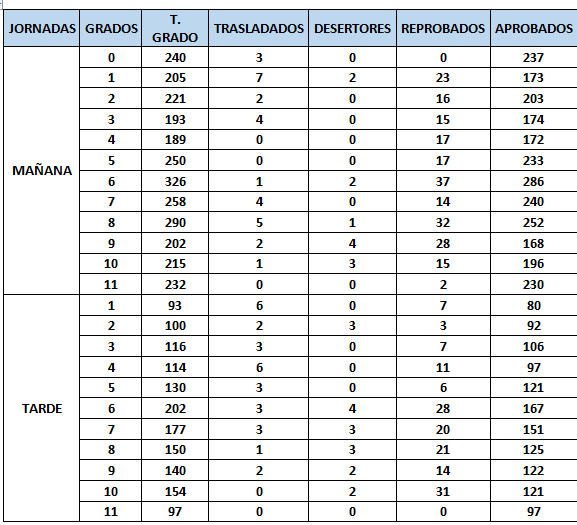 JORNADAS GRADOS T. GRADO TRASLADADOS DESERTORES REPROBADOS APROBADOS
MAÑANA
0 240 3 0 0 237
1 205 7 2 23 173
2 221 2 0 16 203
3 193 4 0 15 174
4 189 0 0 17 172
5 250 0 0 17 233
6 326 1 2 37 286
7 258 4 0 14 240
8 290 5 1 32 252
9 202 2 4 28 168
10 215 1 3 15 196
11 232 0 0 2 230
TARDE
1 93 6 0 7 80
2 100 2 3 3 92
3 116 3 0 7 106
4 114 6 0 11 97
5 130 3 0 6 121
6 202 3 4 28 167
7 177 3 3 20 151
8 150 1 3 21 125
9 140 2 2 14 122
10 154 0 2 31 121
11 97 0 0 0 97